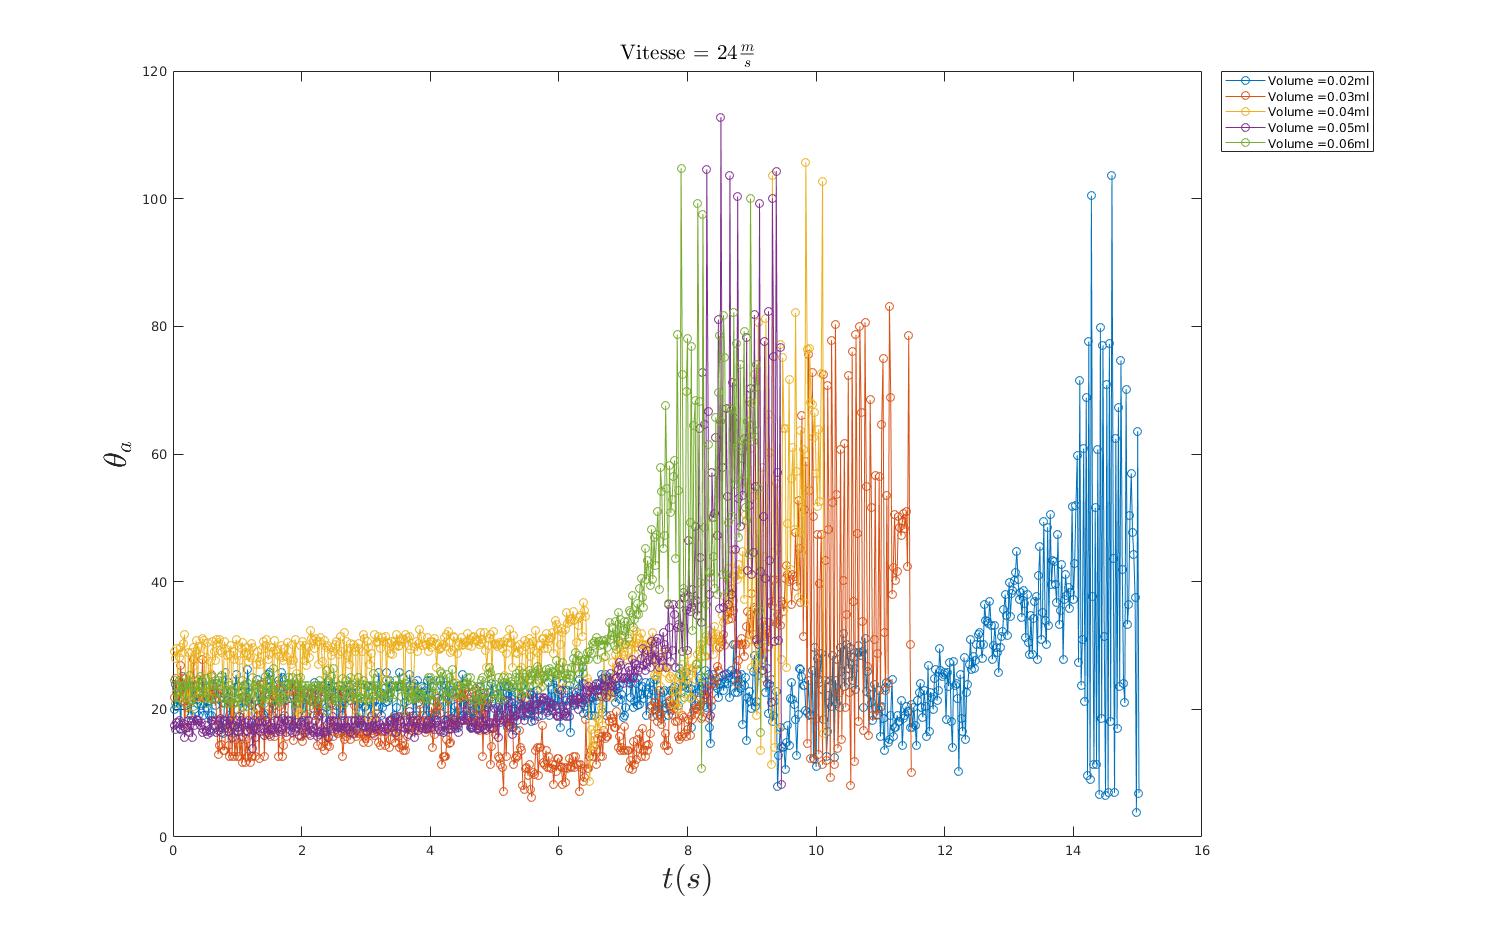 Vitesse = 24 m/s
120
100
80
60
40
20
0
θa
0 2 4 6 8 10 12 14 16
t(s)
Volume =0.02ml
Volume =0.03ml
Volume =0.04ml
Volume =0.05ml
Volume =0.06ml